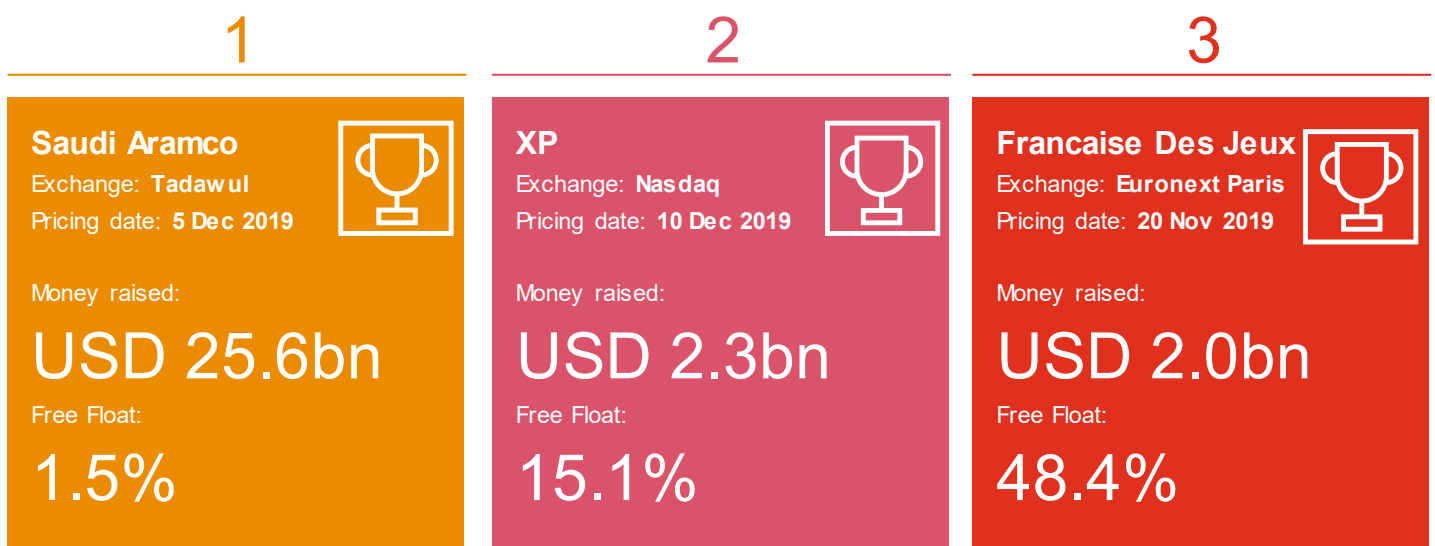 1
Saudi Aramco
Exchange: Tadawul
Pricing date: 5 Dec 2019
Money raised:
USD 25.6bn
Free Float:
1.5%
2
XP
Exchange: Nasdaq
Pricing date: 10 Dec 2019
Money raised:
USD 2.3bn
Free Float:
15.1%
3
Francaise Des Jeux
Exchange: Euronext Paris
Pricing date: 20 Nov 2019
Money raised:
USD 2.0bn
Free Float:
48.4%